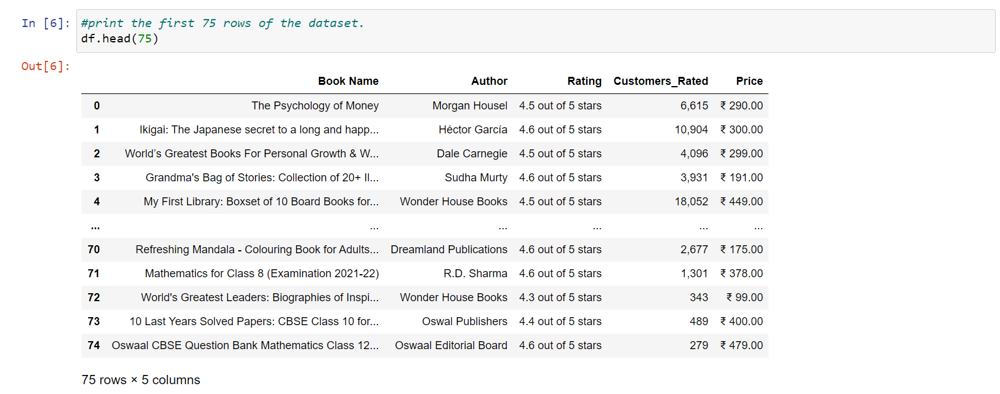 In [6]: #print the first 75 rows of the dataset.
df.head(75)
Out[6]:
Book Name Author Rating Customers_Rated Price
0 The Psychology of Money Morgan Housel 4.5 out of 5 stars 6,615 ₹ 290.00
1 Ikigai: The Japanese secret to a long and happ... Héctor García 4.6 out of 5 stars 10,904 ₹ 300.00
2 World’s Greatest Books For Personal Growth & W... Dale Carnegie 4.5 out of 5 stars 4,096 ₹ 299.00
3 Grandma's Bag of Stories: Collection of 20+ Il... Sudha Murty 4.6 out of 5 stars 3,931 ₹ 191.00
4 My First Library: Boxset of 10 Board Books for... Wonder House Books 4.5 out of 5 stars 18,052 ₹ 449.00
... ... ... ... ... ...
70 Refreshing Mandala - Colouring Book for Adults... Dreamland Publications 4.6 out of 5 stars 2,677 ₹ 175.00
71 Mathematics for Class 8 (Examination 2021-22) R.D. Sharma 4.6 out of 5 stars 1,301 ₹ 378.00
72 World's Greatest Leaders: Biographies of Inspi... Wonder House Books 4.3 out of 5 stars 343 ₹ 99.00
73 10 Last Years Solved Papers: CBSE Class 10 for... Oswal Publishers 4.4 out of 5 stars 489 ₹ 400.00
74 Oswaal CBSE Question Bank Mathematics Class 12... Oswaal Editorial Board 4.6 out of 5 stars 279 ₹ 479.00
75 rows × 5 columns